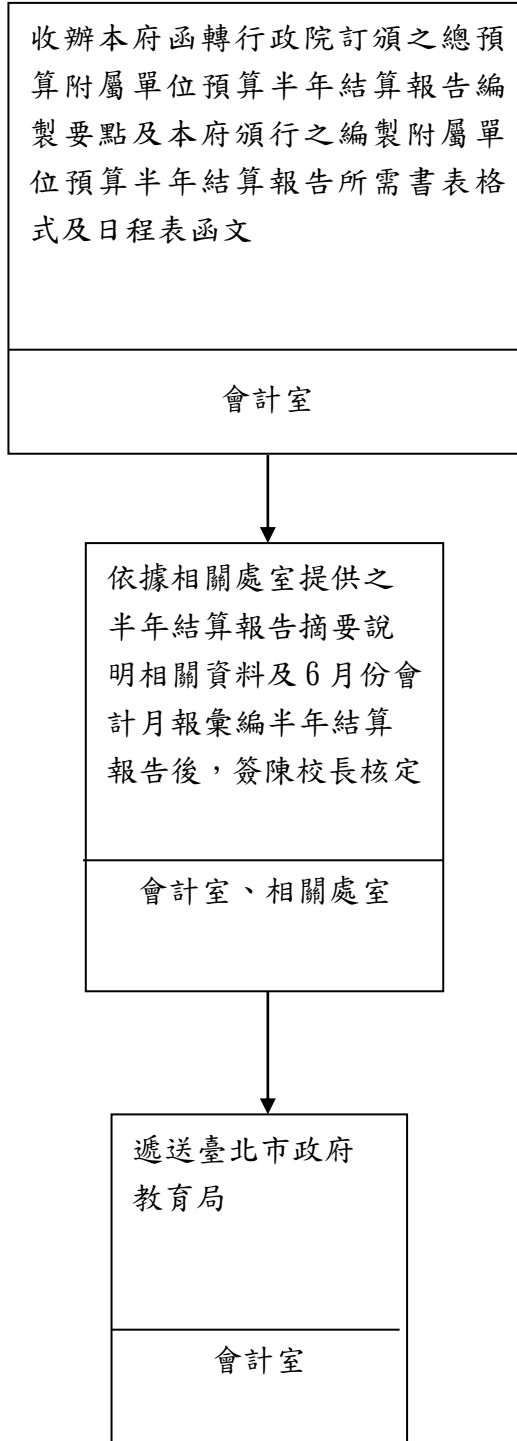 收辦本府函轉行政院訂頒之總預
算附屬單位預算半年結算報告編
製要點及本府頒行之編製附屬單
位預算半年結算報告所需書表格
式及日程表函文
會計室
依據相關處室提供之
半年結算報告摘要說
明相關資料及 6 月份會
計月報彙編半年結算
報告後，簽陳校長核定
會計室、相關處室
遞送臺北市政府
教育局
會計室